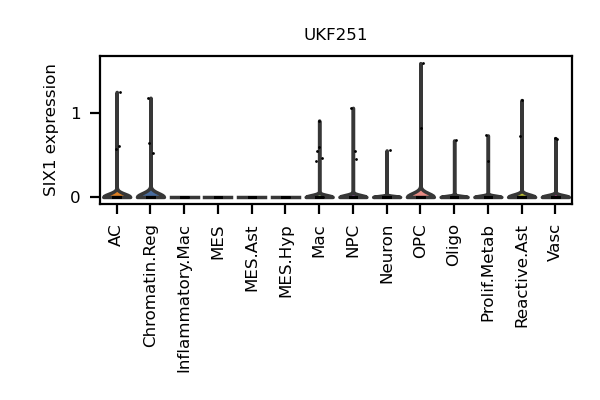 UKF251
SIX1 expression
1
0
AC
Chromatin.Reg
Inflammatory.Mac
MES
MES.Ast
MES.Hyp
Mac
NPC
Neuron
OPC
Oligo
Prolif.Metab
Reactive.Ast
Vasc